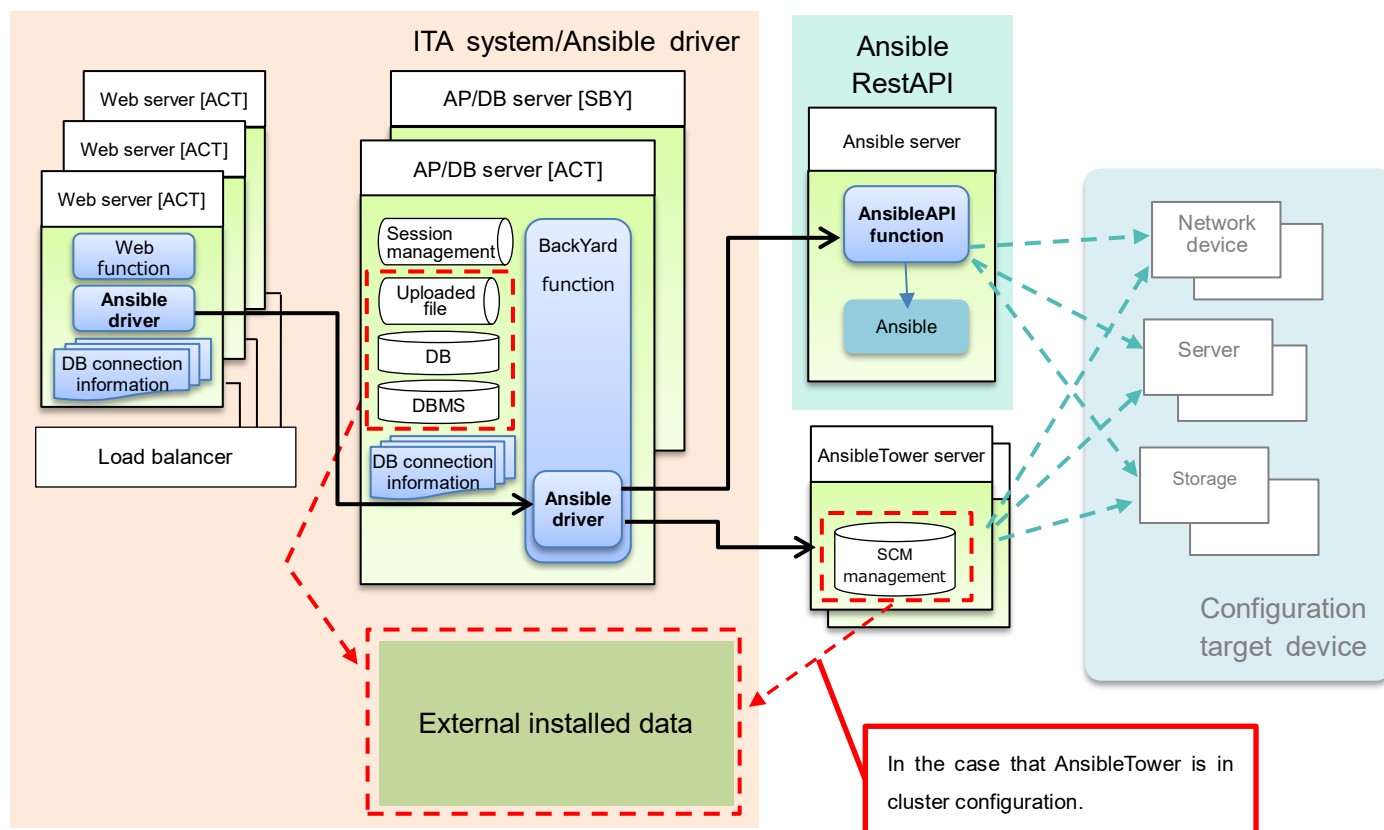 ITA system/Ansible driver
Web server [ACT]
Web server [ACT]
Web server [ACT]
Web
function
Ansible
driver
DB connection
information
Load balancer
AP/DB server [SBY]
AP/DB server [ACT]
Session
management
Uploaded
file
DB
DBMS
DB connection
information
BackYard
function
Ansible
driver
External installed data
Ansible
RestAPI
Ansible server
AnsibleAPI
function
Ansible
AnsibleTower server
SCM
management
Network
device
Server
Storage
Configuration
target device
In the case that AnsibleTower is in
cluster configuration.